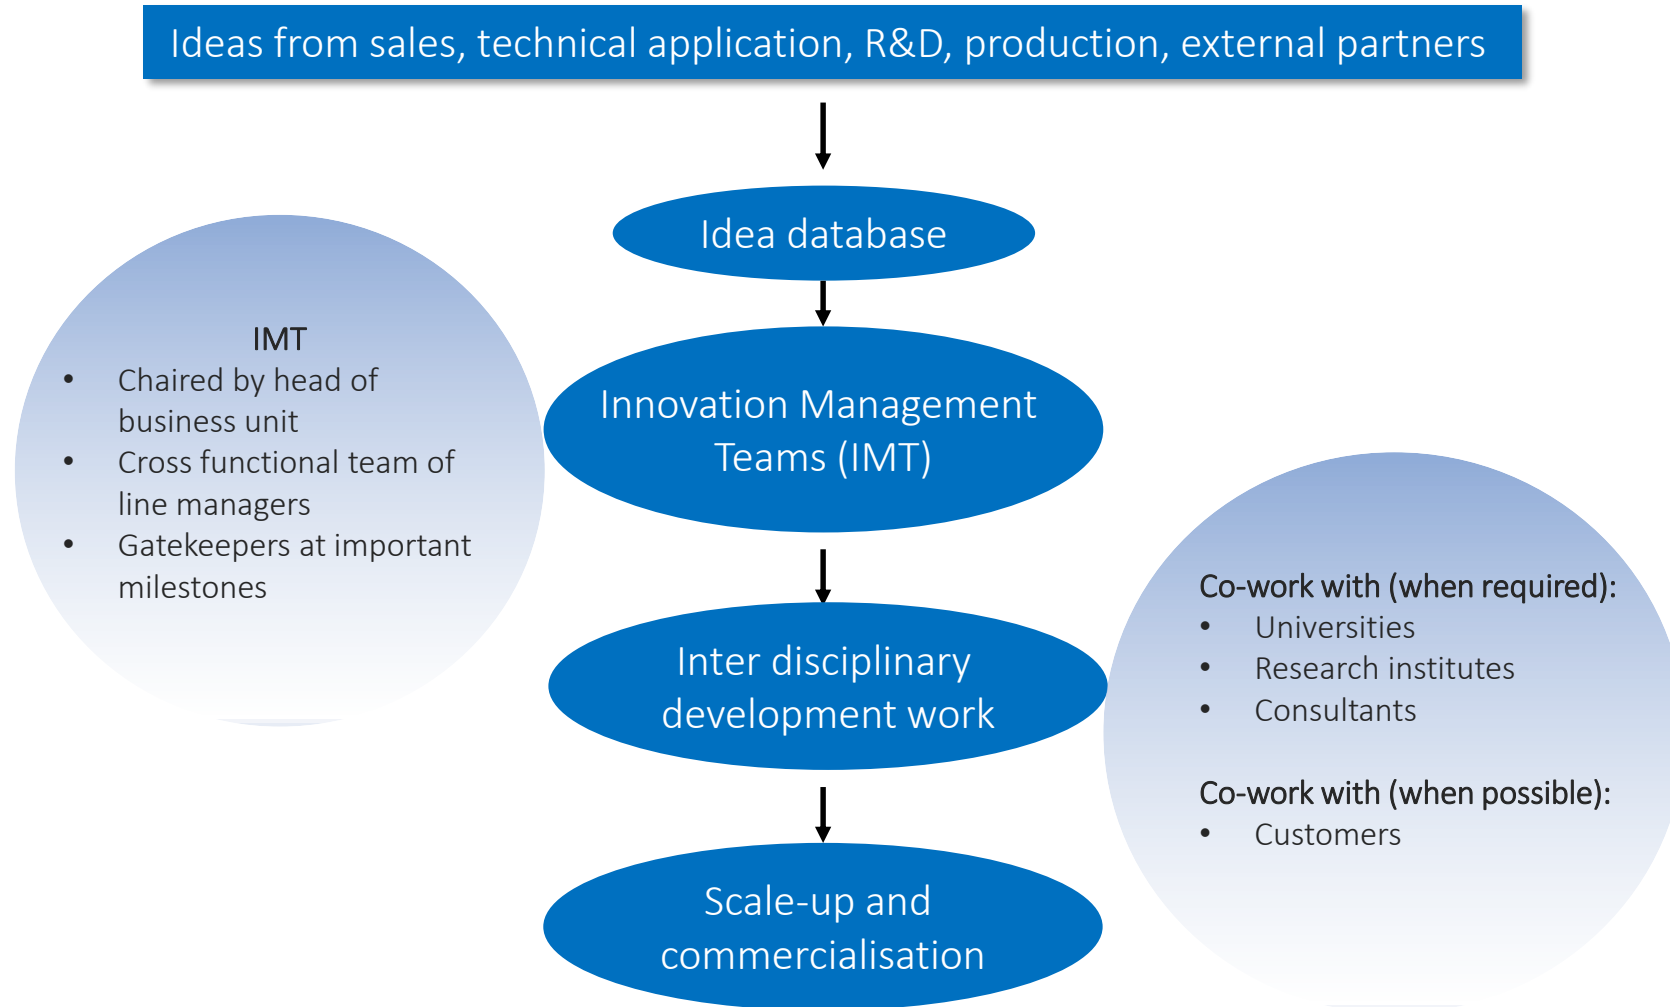 Ideas from sales, technical application, R&D, production, external partners
Idea database
IMT
• Chaired by head of
business unit
• Cross functional team of
line managers
• Gatekeepers at important
milestones
Innovation Management
Teams (IMT)
Inter disciplinary
development work
Co-work with (when required):
• Universities
• Research institutes
• Consultants
Co-work with (when possible):
• Customers
Scale-up and
commercialisation